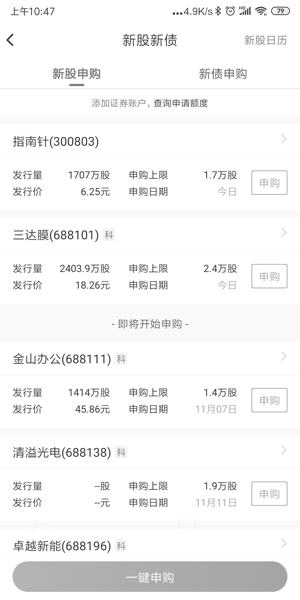 上午10:47 ...4.9K/s
新股新债 新股日历
新股申购 新债申购
添加证券账户，查询申请额度
指南针(300803)
发行量 1707万股 申购上限 1.7万股 申购
发行价 6.25元 申购日期 今日
三达膜(688101) 科
发行量 2403.9万股 申购上限 2.4万股 申购
发行价 18.26元 申购日期 今日
- 即将开始申购 -
金山办公(688111) 科
发行量 1414万股 申购上限 1.4万股 申购
发行价 45.86元 申购日期 11月07日
清溢光电(688138) 科
发行量 --股 申购上限 1.9万股 申购
发行价 --元 申购日期 11月11日
卓越新能(688196) 科
一键申购